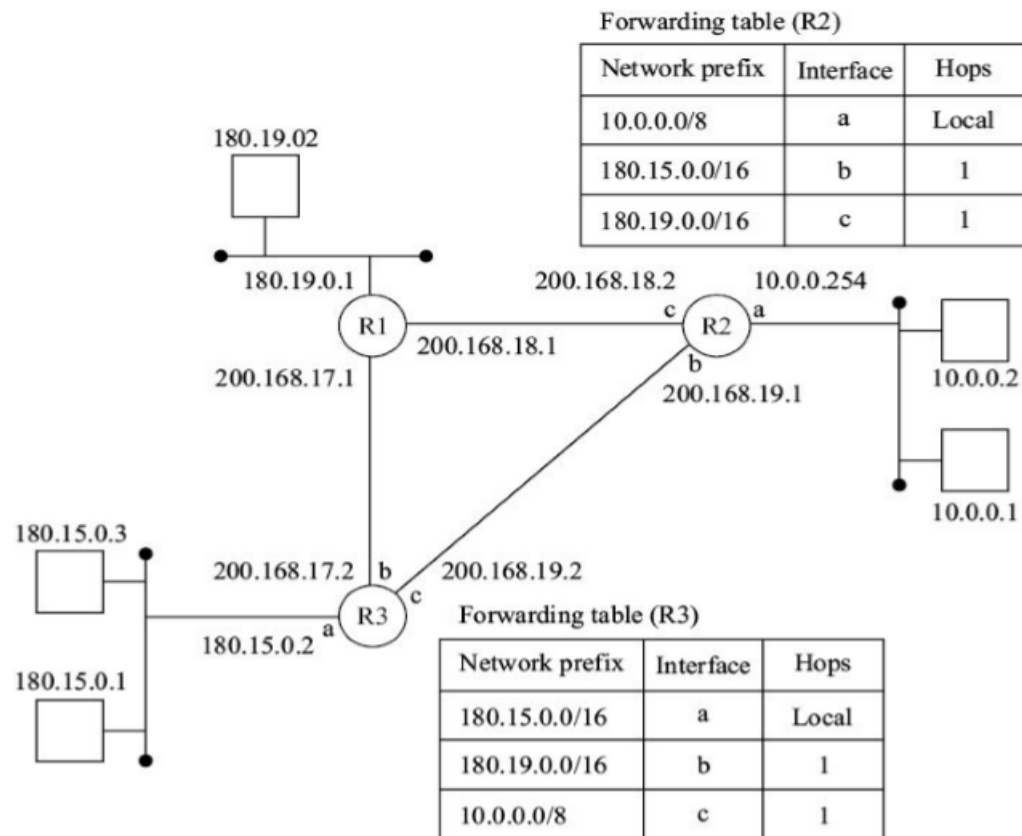 Forwarding table (R2)
Network prefix Interface Hops
10.0.0.0/8 a Local
180.15.0.0/16 b 1
180.19.0.0/16 c 1
180.19.02
180.19.0.1
200.168.18.2 10.0.0.254
R1 c R2 a
200.168.18.1
200.168.17.1
b
200.168.19.1
10.0.0.2
10.0.0.1
180.15.0.3
200.168.17.2 b 200.168.19.2
c
R3
a
180.15.0.2
180.15.0.1
Forwarding table (R3)
Network prefix Interface Hops
180.15.0.0/16 a Local
180.19.0.0/16 b 1
10.0.0.0/8 c 1